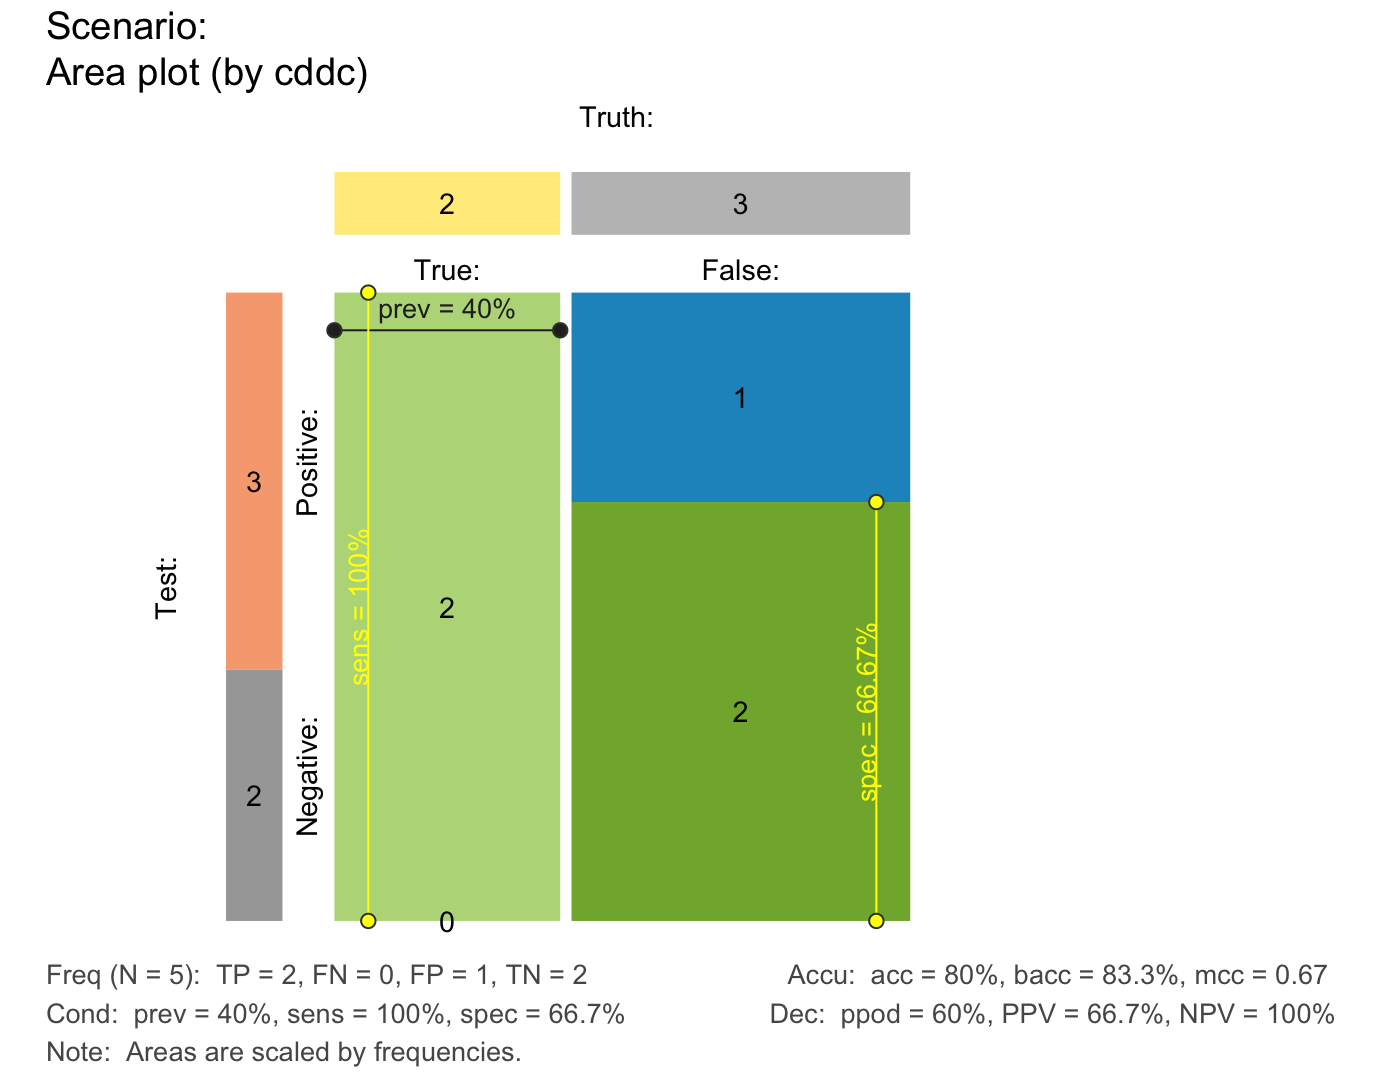 Scenario:
Area plot (by cddc)
Truth:
2
3
True:
False:
prev = 40%
1
3
Positive:
Test:
sens = 100%
2
2
spec = 66.67%
2
Negative:
0
Freq (N = 5):  TP = 2, FN = 0, FP = 1, TN = 2
Accu:  acc = 80%, bacc = 83.3%, mcc = 0.67
Cond:  prev = 40%, sens = 100%, spec = 66.7%
Dec:  ppod = 60%, PPV = 66.7%, NPV = 100%
Note:  Areas are scaled by frequencies.